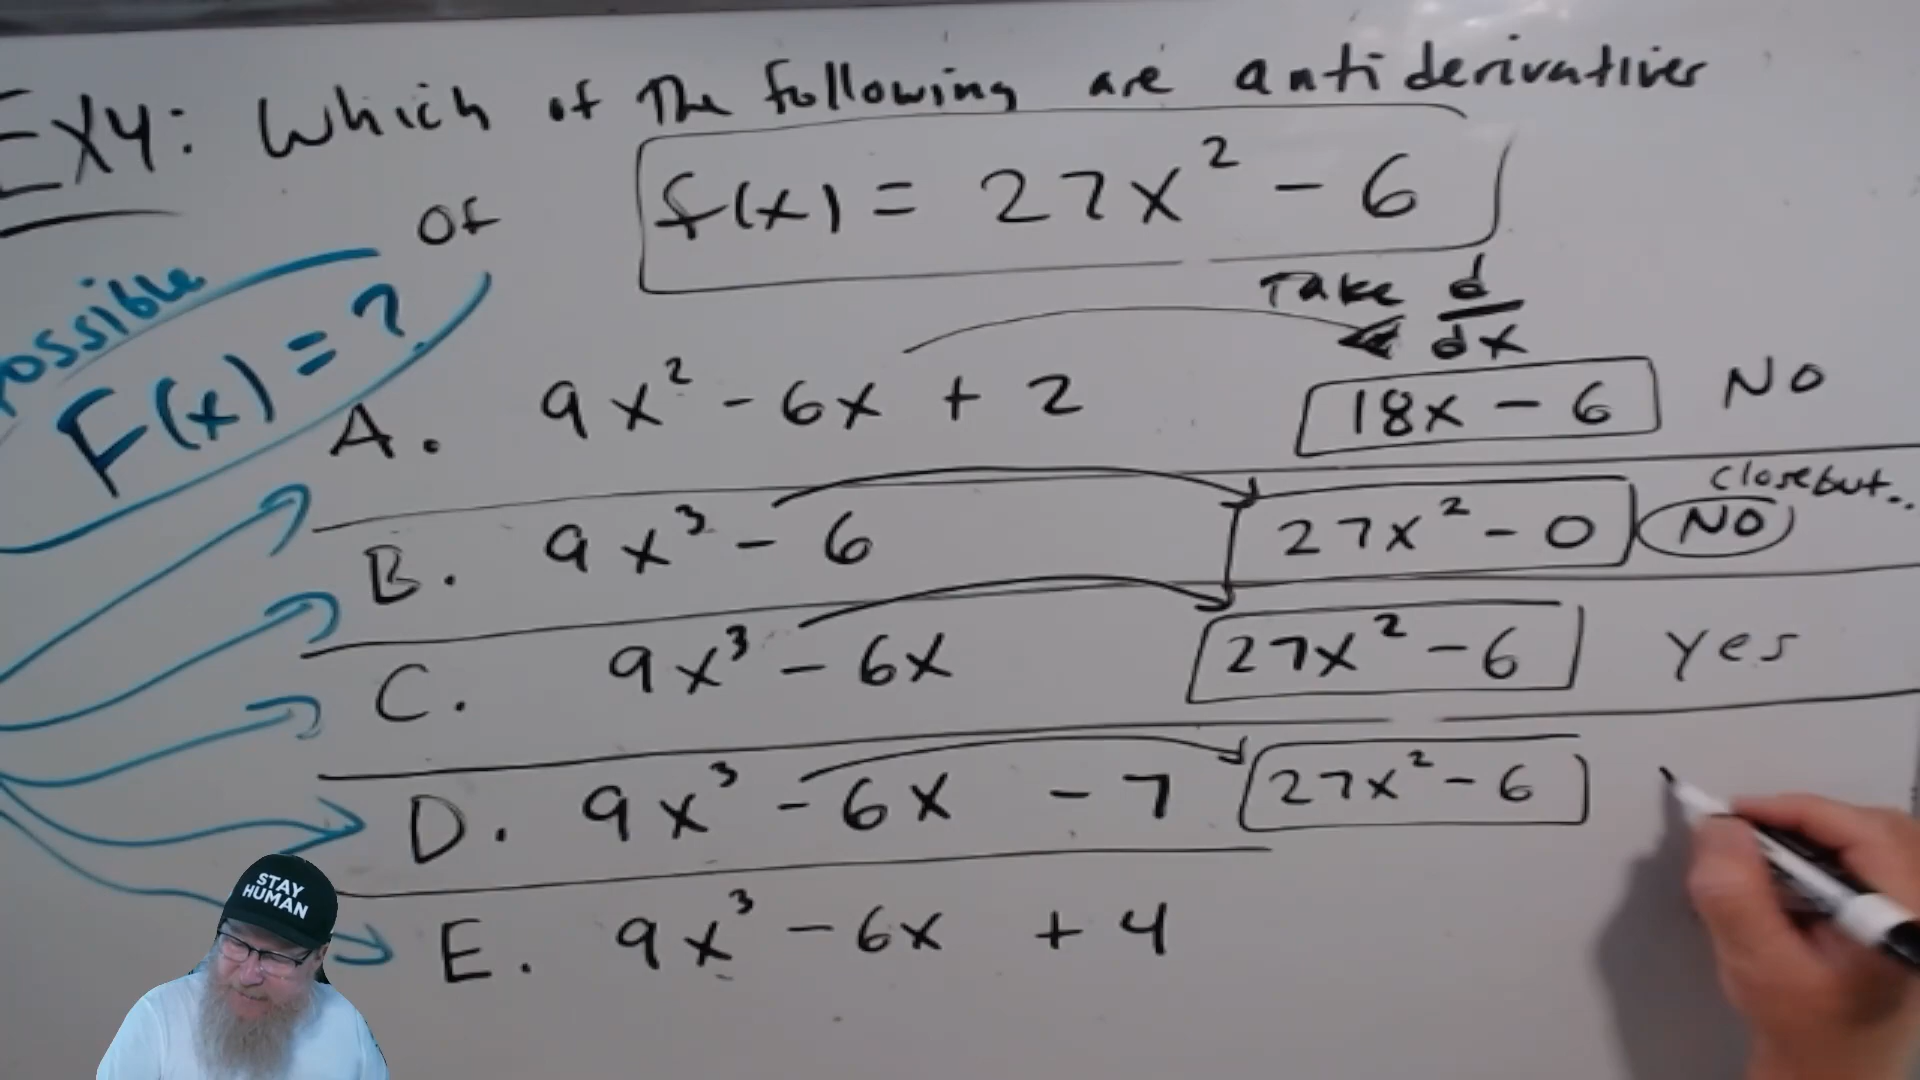 EX4: Which of The following are antiderivatives
of f(x) = 27x² - 6
Possible
F(x) = ?
Take d/dx
A. 9x² - 6x + 2 18x - 6 NO
B. 9x³ - 6 27x² - 0 NO
close but..
C. 9x³ - 6x 27x² - 6 yes
D. 9x³ - 6x - 7 27x² - 6
E. 9x³ - 6x + 4
STAY
HUMAN